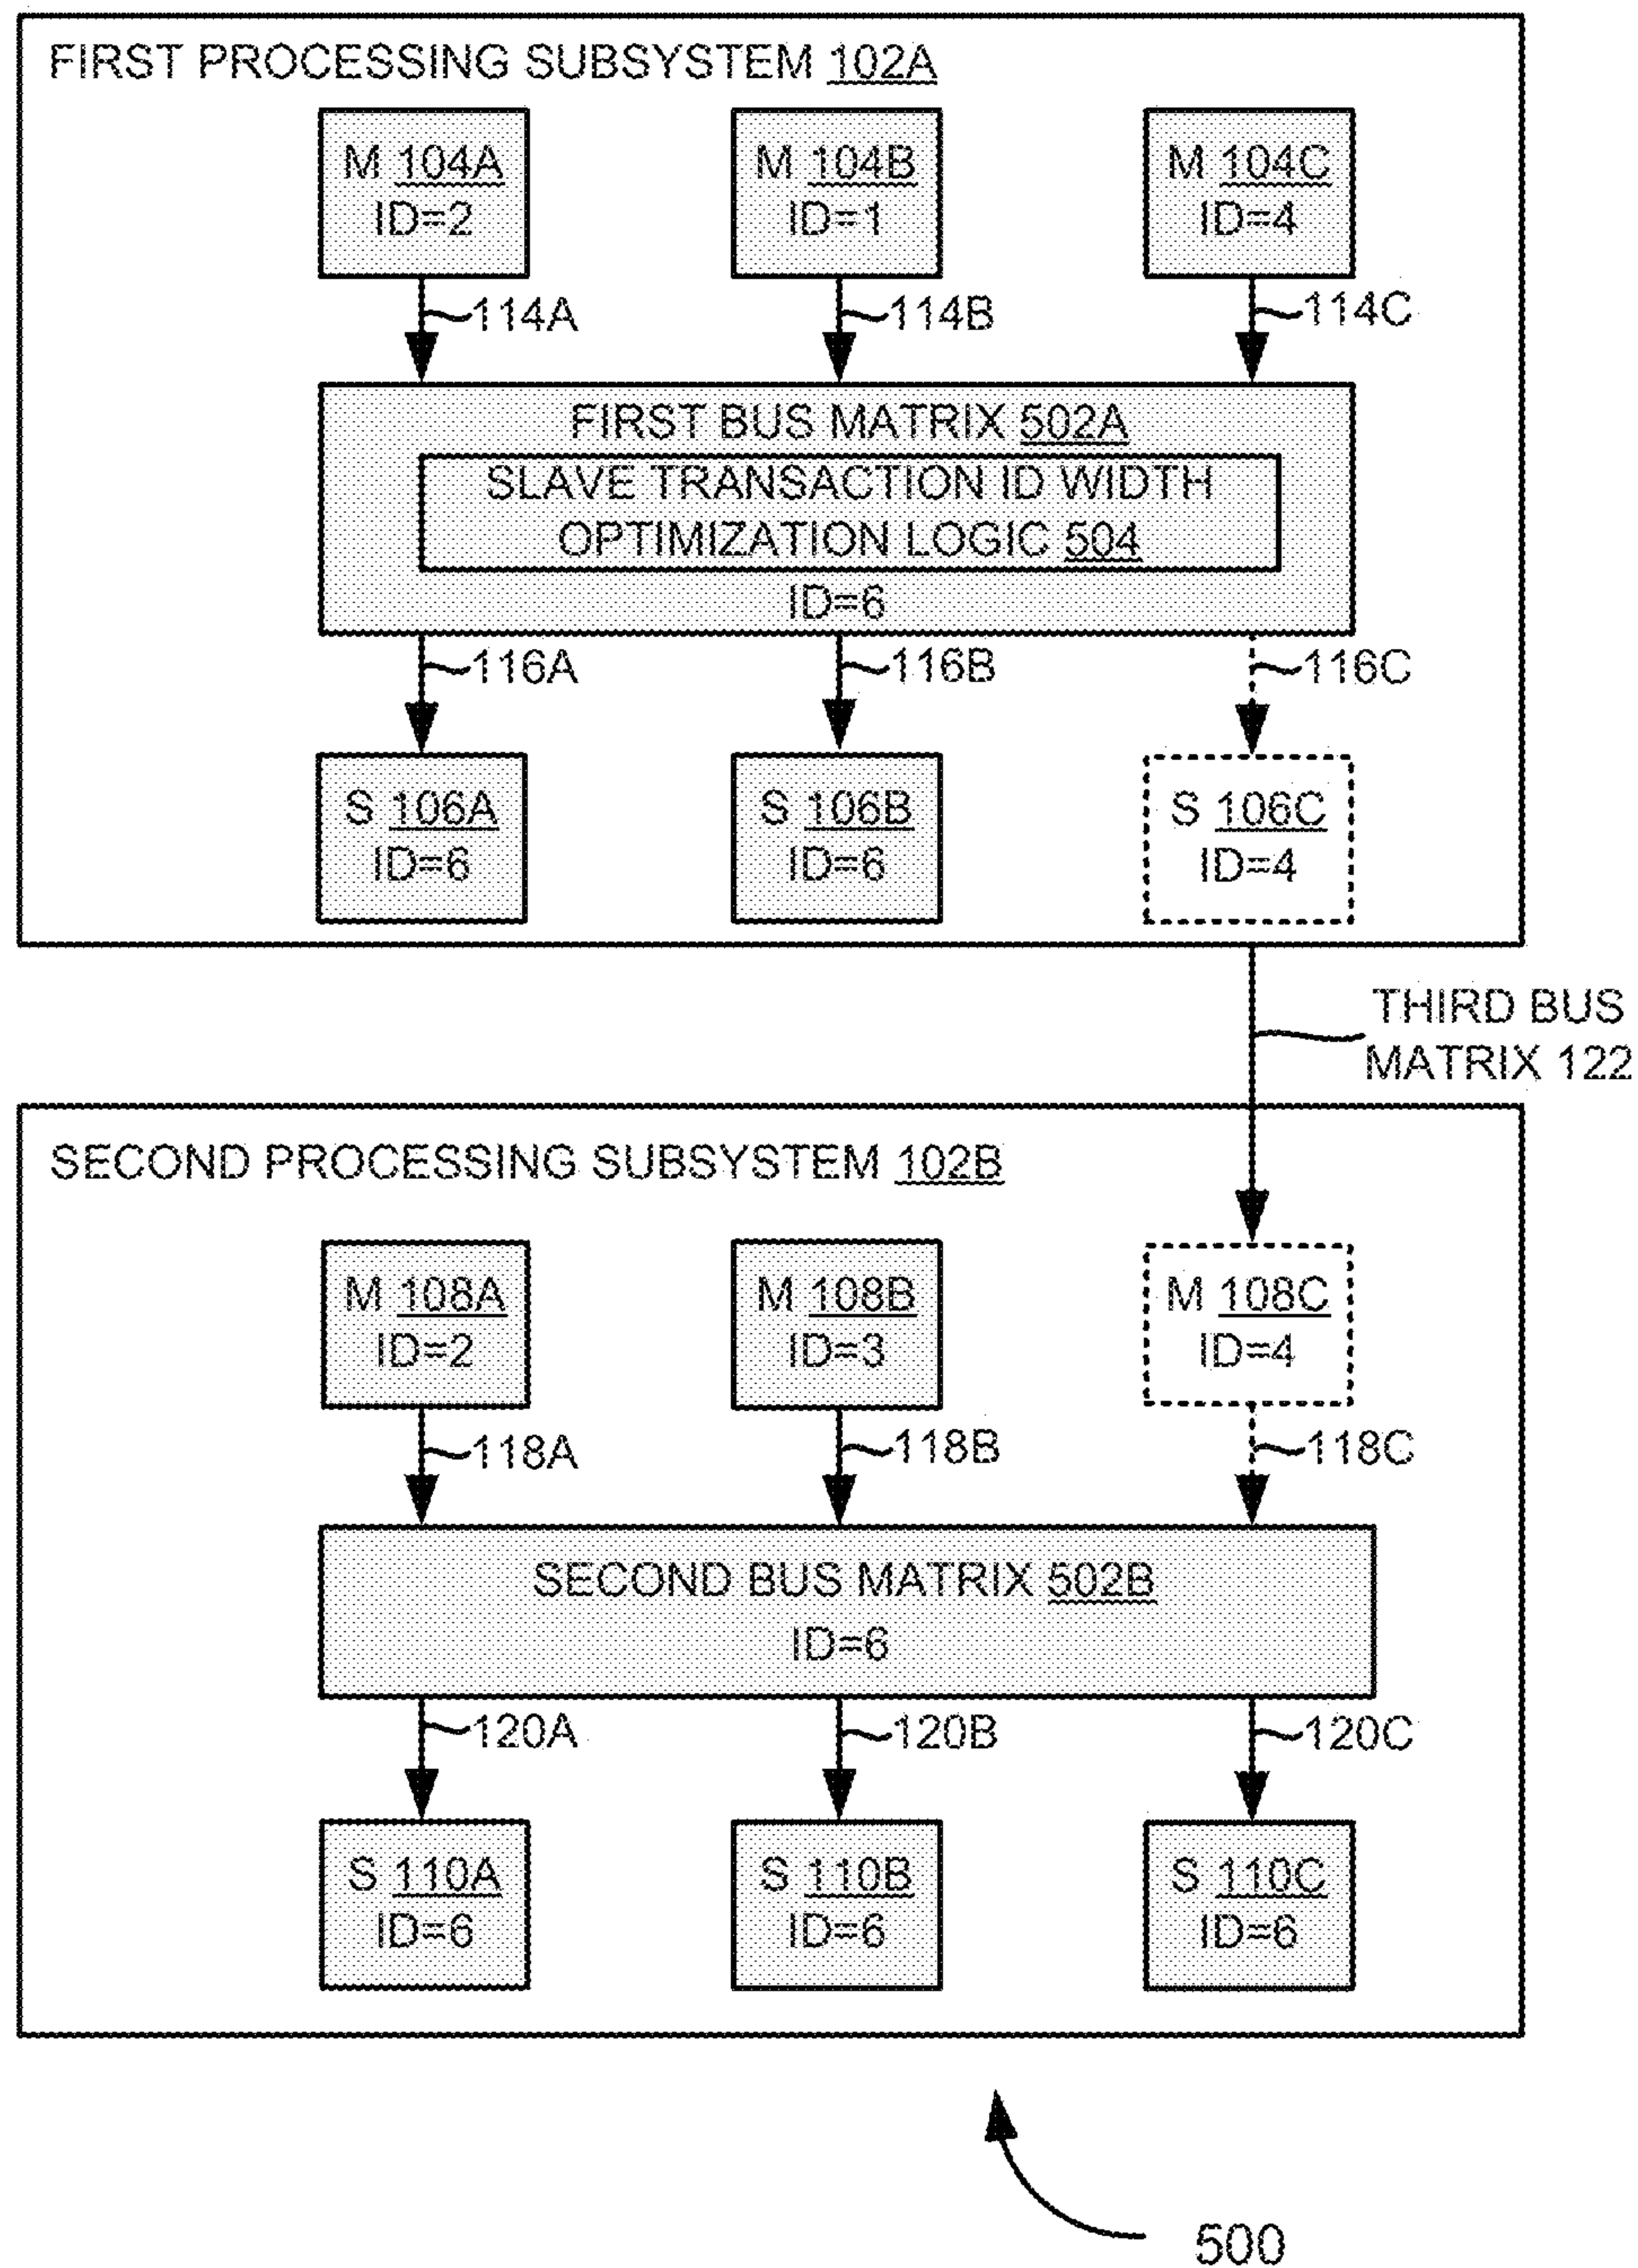 FIRST PROCESSING SUBSYSTEM 102A
M 104A
ID=2
M 104B
ID=1
M 104C
ID=4
114A
114B
114C
FIRST BUS MATRIX 502A
SLAVE TRANSACTION ID WIDTH
OPTIMIZATION LOGIC 504
ID=6
116A
116B
116C
S 106A
ID=6
S 106B
ID=6
S 106C
ID=4
THIRD BUS
MATRIX 122
SECOND PROCESSING SUBSYSTEM 102B
M 108A
ID=2
M 108B
ID=3
M 108C
ID=4
118A
118B
118C
SECOND BUS MATRIX 502B
ID=6
120A
120B
120C
S 110A
ID=6
S 110B
ID=6
S 110C
ID=6
500